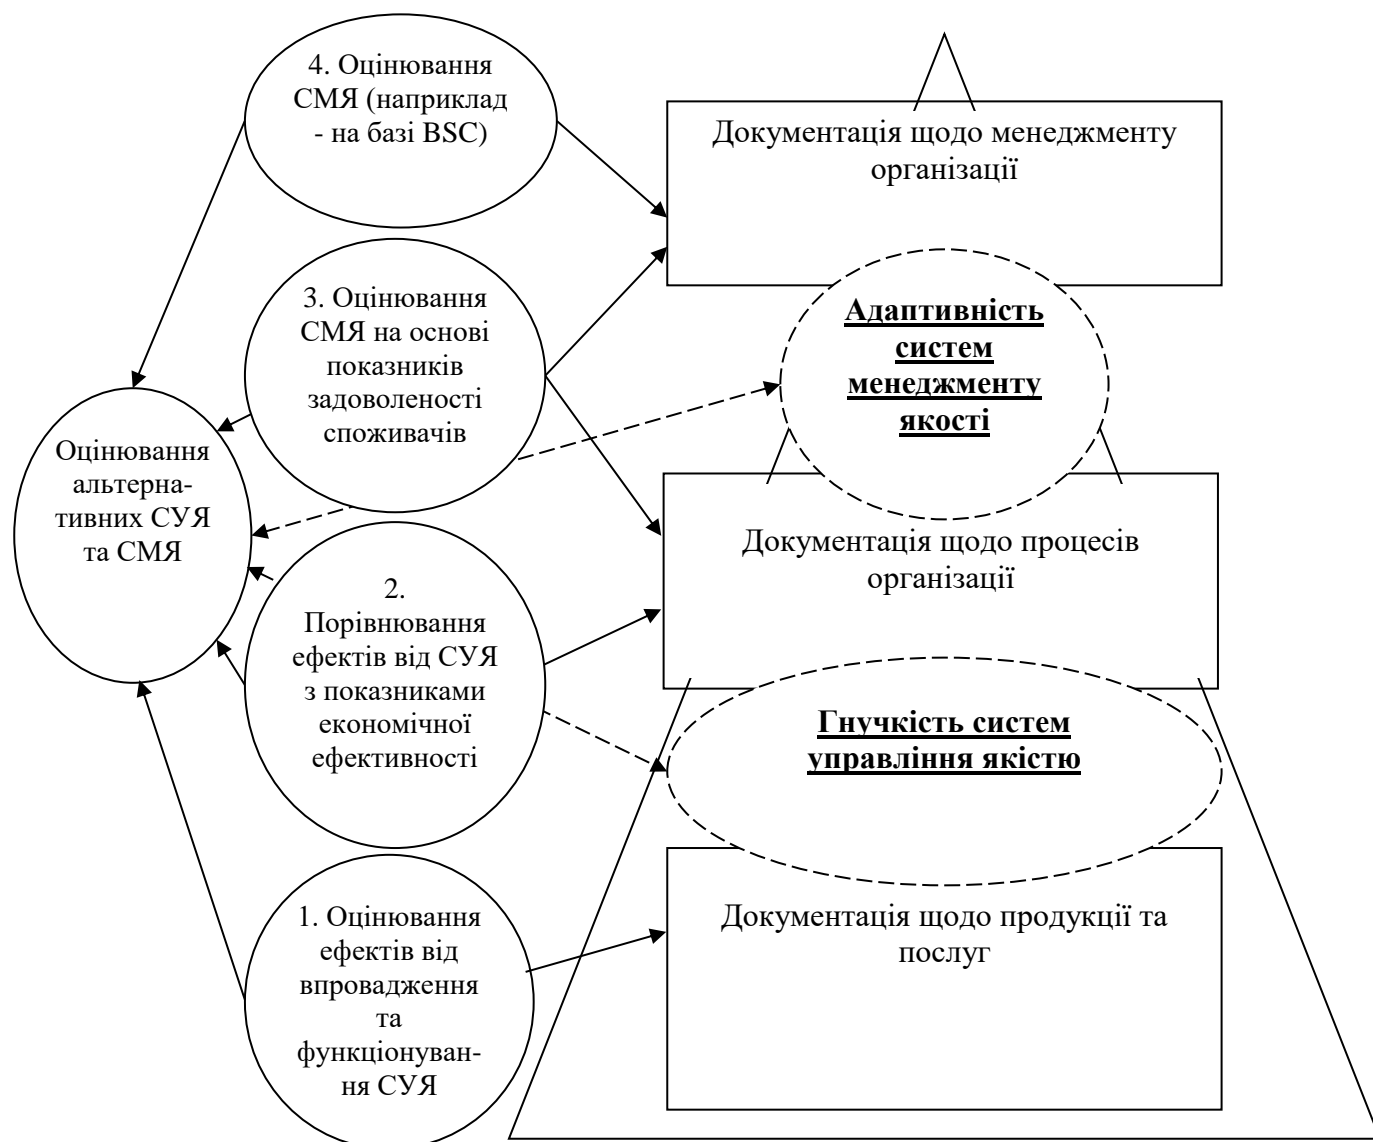 4. Оцінювання
СМЯ (наприклад
- на базі BSC)
Документація щодо менеджменту
організації
3. Оцінювання
СМЯ на основі
показників
задоволеності
споживачів
Адаптивність
систем
менеджменту
якості
Оцінювання
альтерна-
тивних СУЯ
та СМЯ
Документація щодо процесів
організації
2.
Порівнювання
ефектів від СУЯ
з показниками
економічної
ефективності
Гнучкість систем
управління якістю
1. Оцінювання
ефектів від
впровадження
та
функціонуван-
ня СУЯ
Документація щодо продукції та
послуг